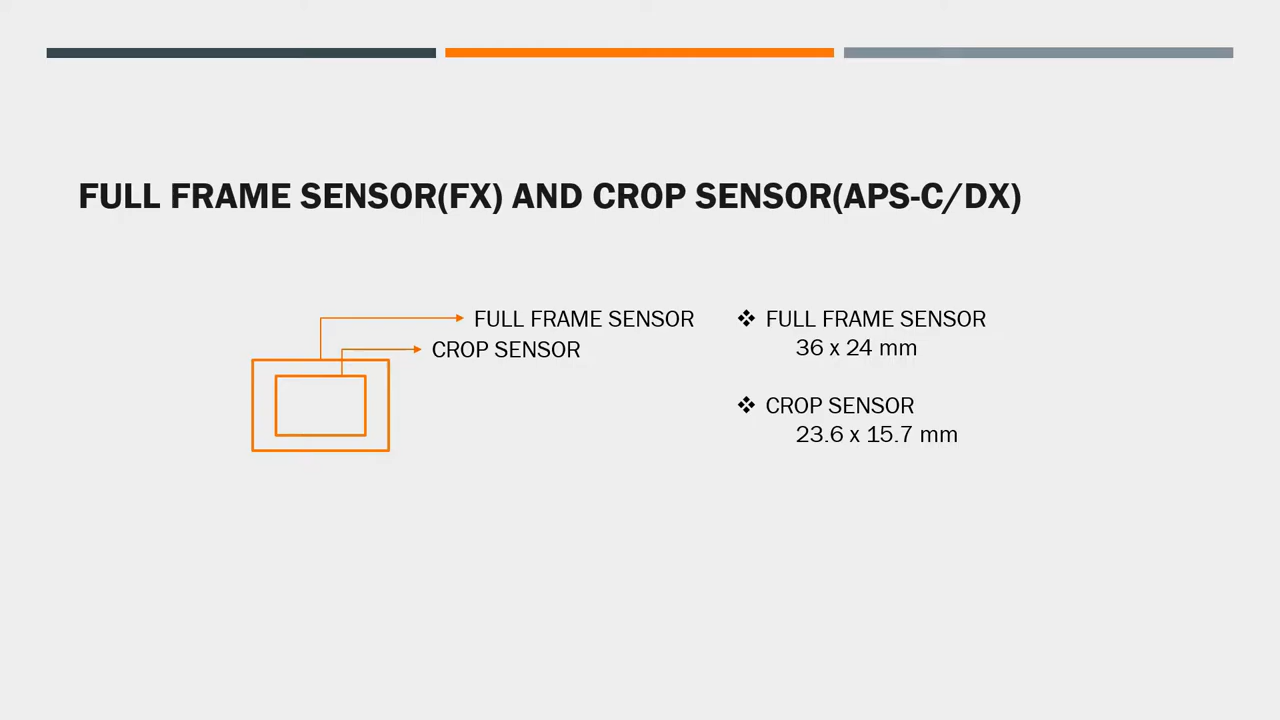 FULL FRAME SENSOR(FX) AND CROP SENSOR(APS-C/DX)
FULL FRAME SENSOR
CROP SENSOR
❖ FULL FRAME SENSOR
36 x 24 mm
❖ CROP SENSOR
23.6 x 15.7 mm